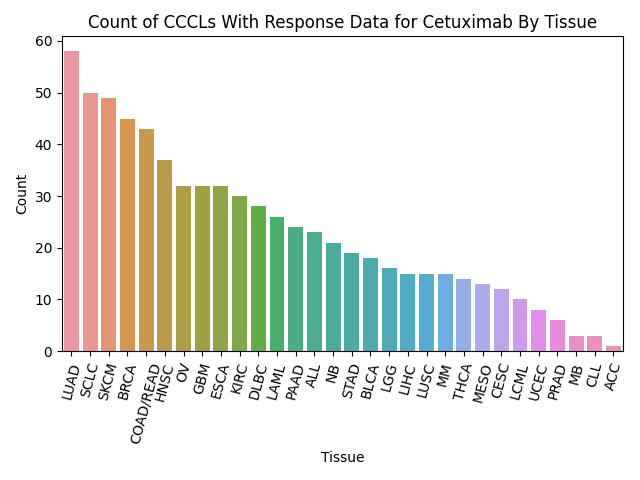 Count of CCCLs With Response Data for Cetuximab By Tissue
60
50
40
30
20
10
0
Count
LUAD
SCLC
SKCM
BRCA
COAD/READ
HNSC
OV
GBM
ESCA
KIRC
DLBC
LAML
PAAD
ALL
NB
STAD
BLCA
LGG
LIHC
LUSC
MM
THCA
MESO
CESC
LCML
UCEC
PRAD
MB
CLL
ACC
Tissue